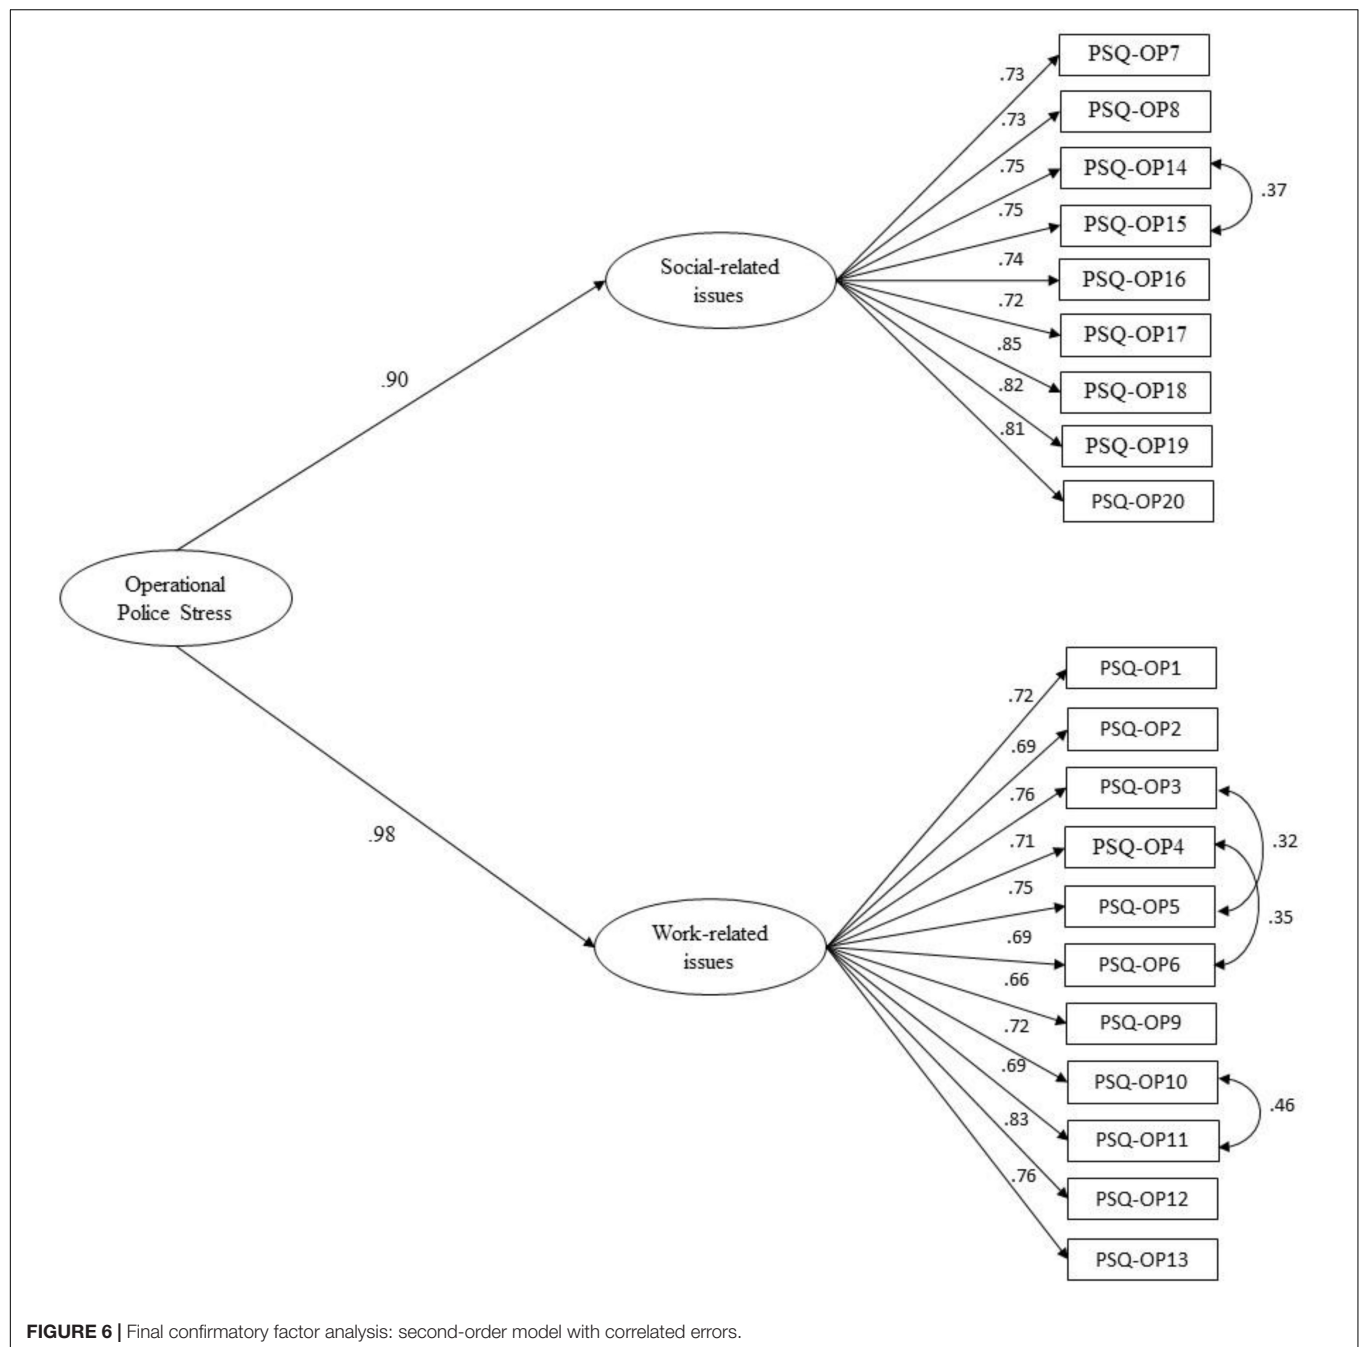 PSQ-OP7
.73
PSQ-OP8
.73
PSQ-OP14
.75
.37
PSQ-OP15
.75
Social-related
issues
.74
PSQ-OP16
.72
PSQ-OP17
.85
PSQ-OP18
.82
.90
.81
PSQ-OP19
PSQ-OP20
Operational
Police Stress
PSQ-OP1
.72
PSQ-OP2
.69
PSQ-OP3
.76
.32
.71
PSQ-OP4
.98
.75
PSQ-OP5
.35
Work-related
issues
.69
PSQ-OP6
.66
PSQ-OP9
.72
.69
PSQ-OP10
.46
.83
PSQ-OP11
.76
PSQ-OP12
PSQ-OP13
FIGURE 6 | Final confirmatory factor analysis: second-order model with correlated errors.